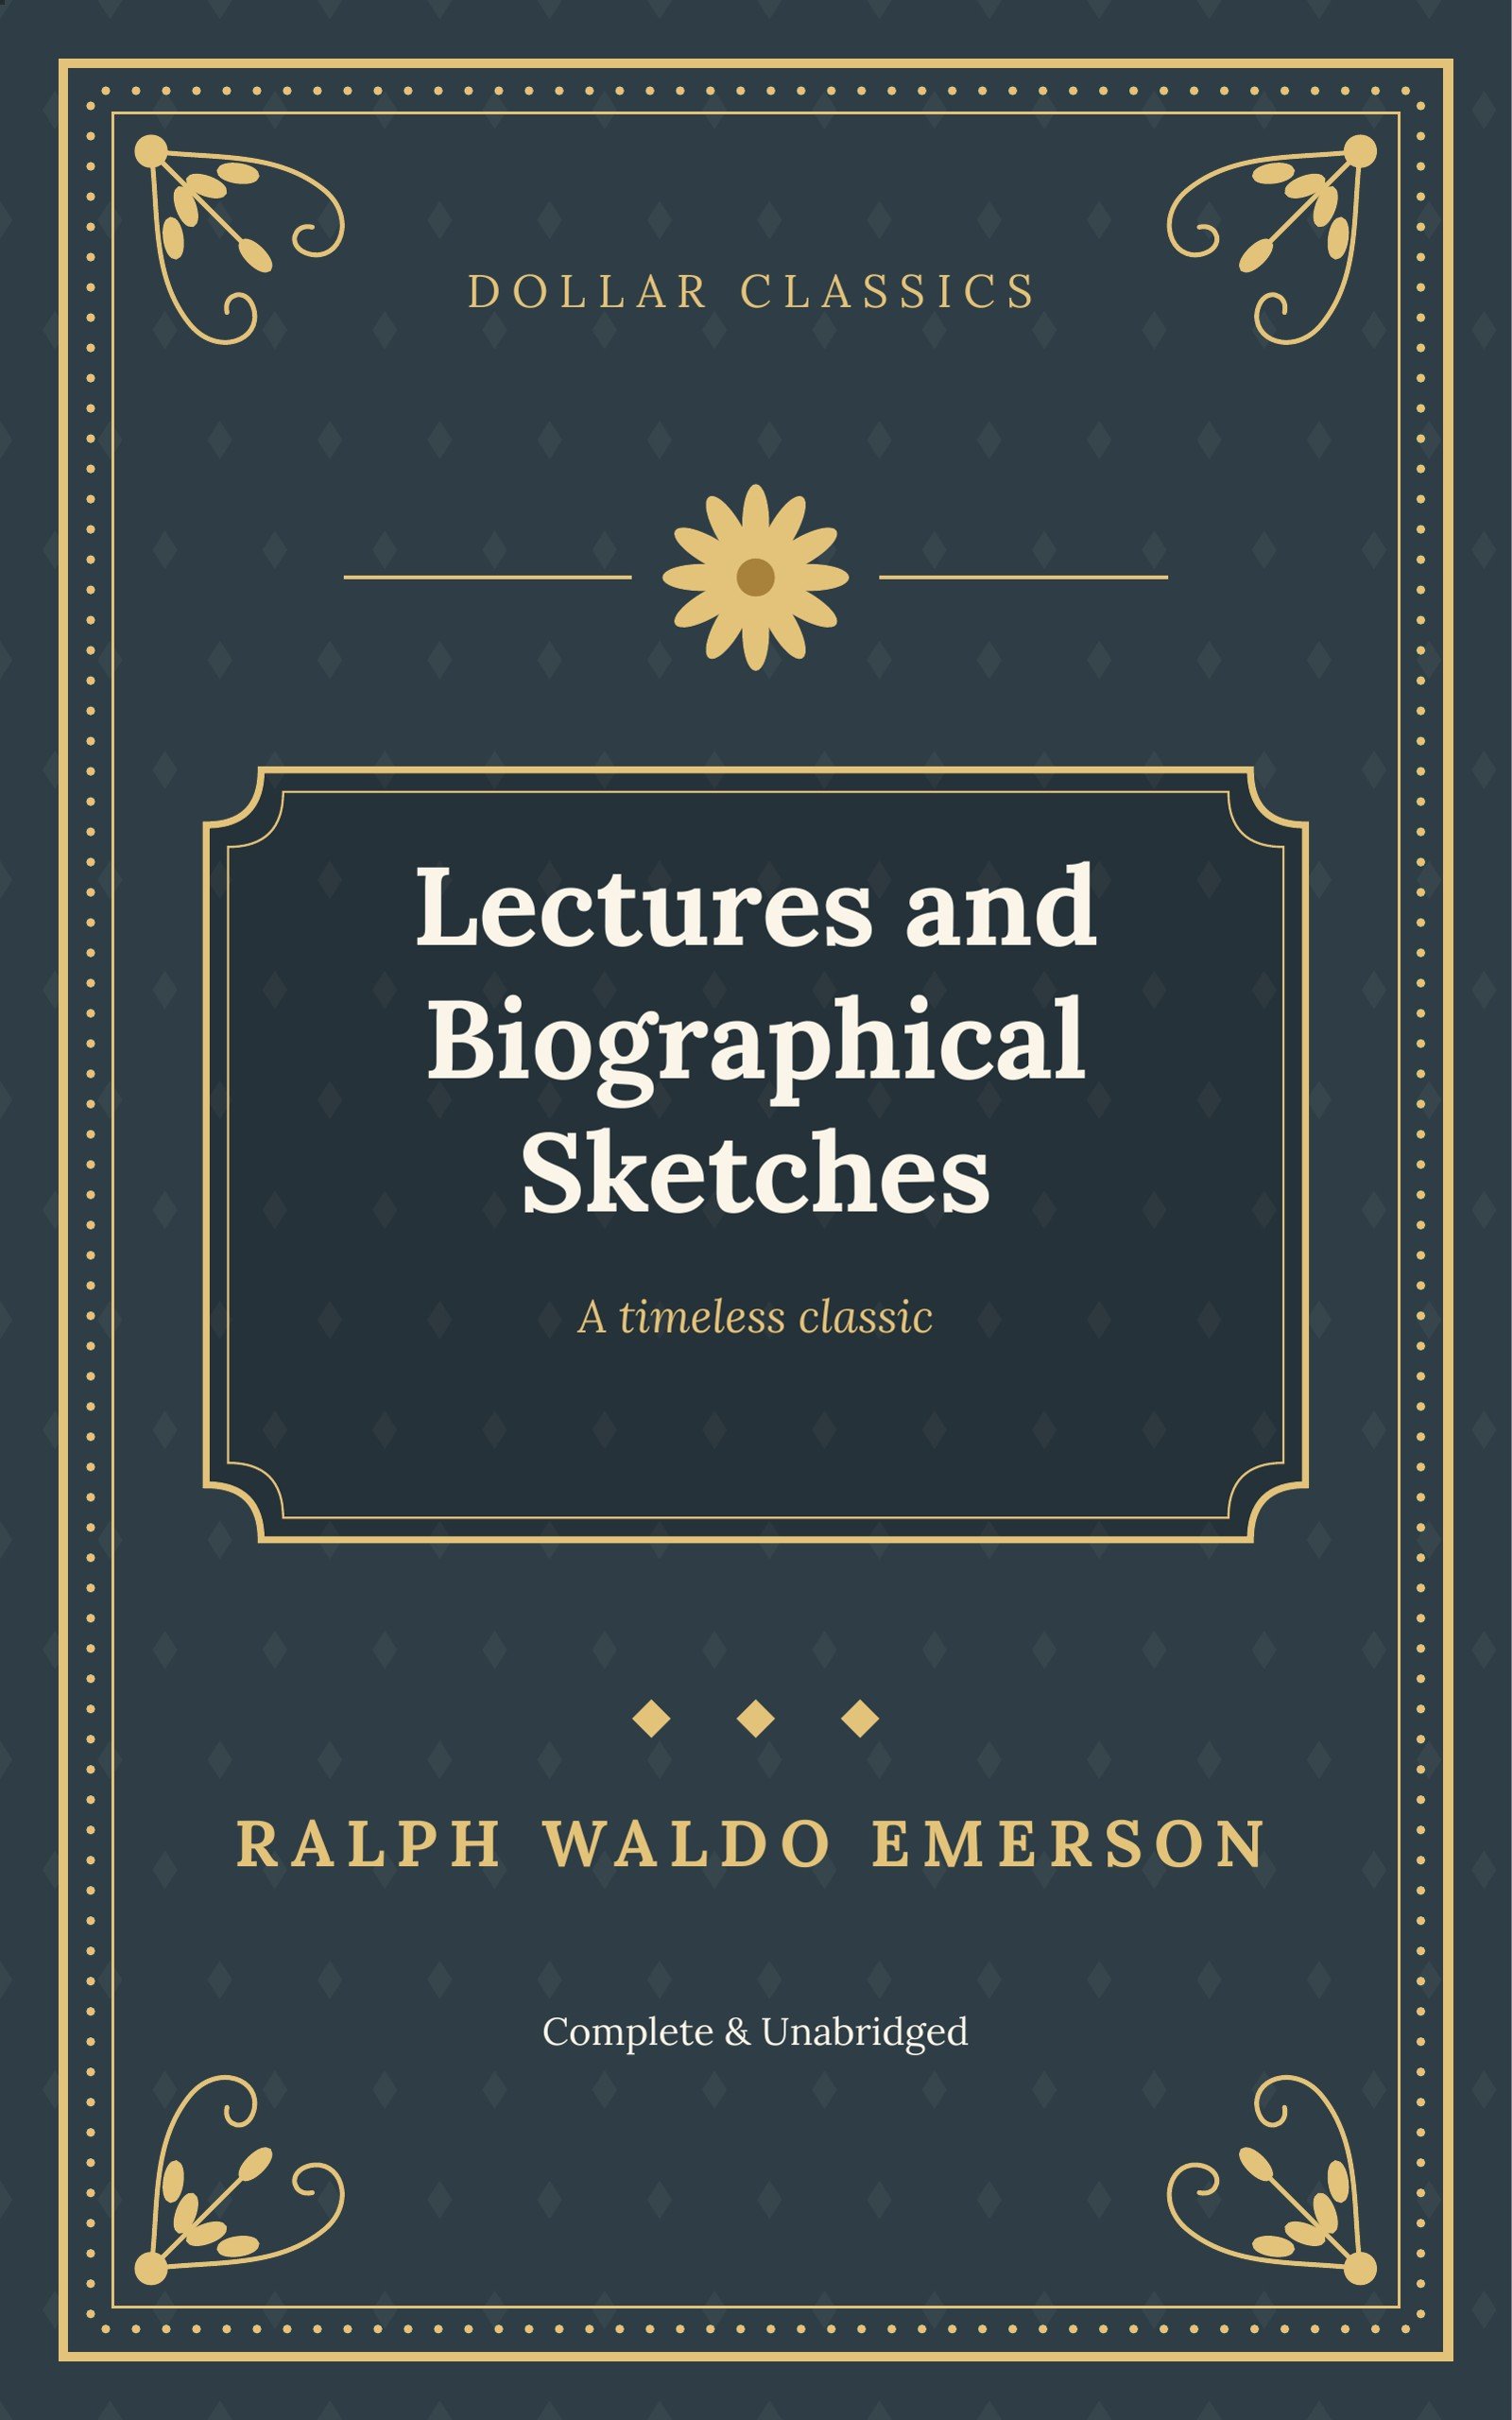 DOLLAR CLASSICS
Lectures and
Biographical
Sketches
A timeless classic
RALPH WALDO EMERSON
Complete & Unabridged